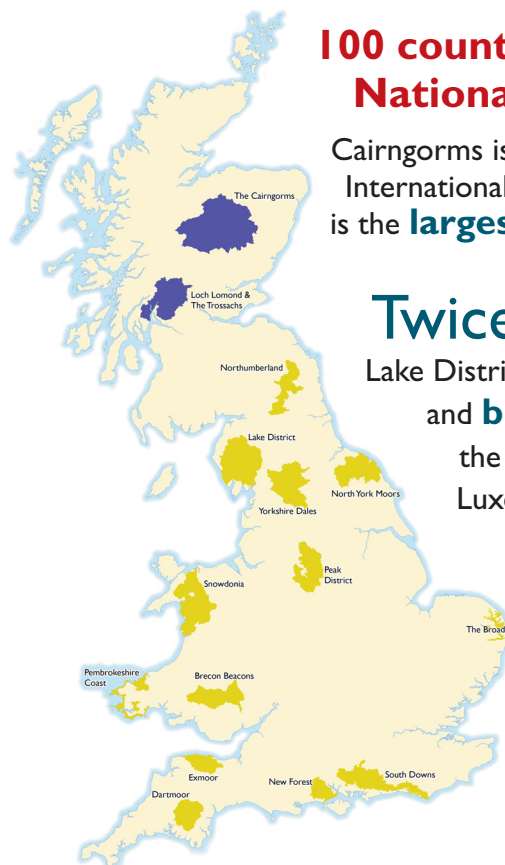 100 count
Nationa
Cairngorms is
International
is the larges
The Cairngorms
Loch Lomond &
The Trossachs
Twice
Lake Distri
and b
the
Luxe
Northumberland
Lake District
North York Moors
Yorkshire Dales
Peak
District
Snowdonia
The Broad
Pembrokeshire
Coast
Brecon Beacons
Exmoor
Dartmoor
New Forest
South Downs